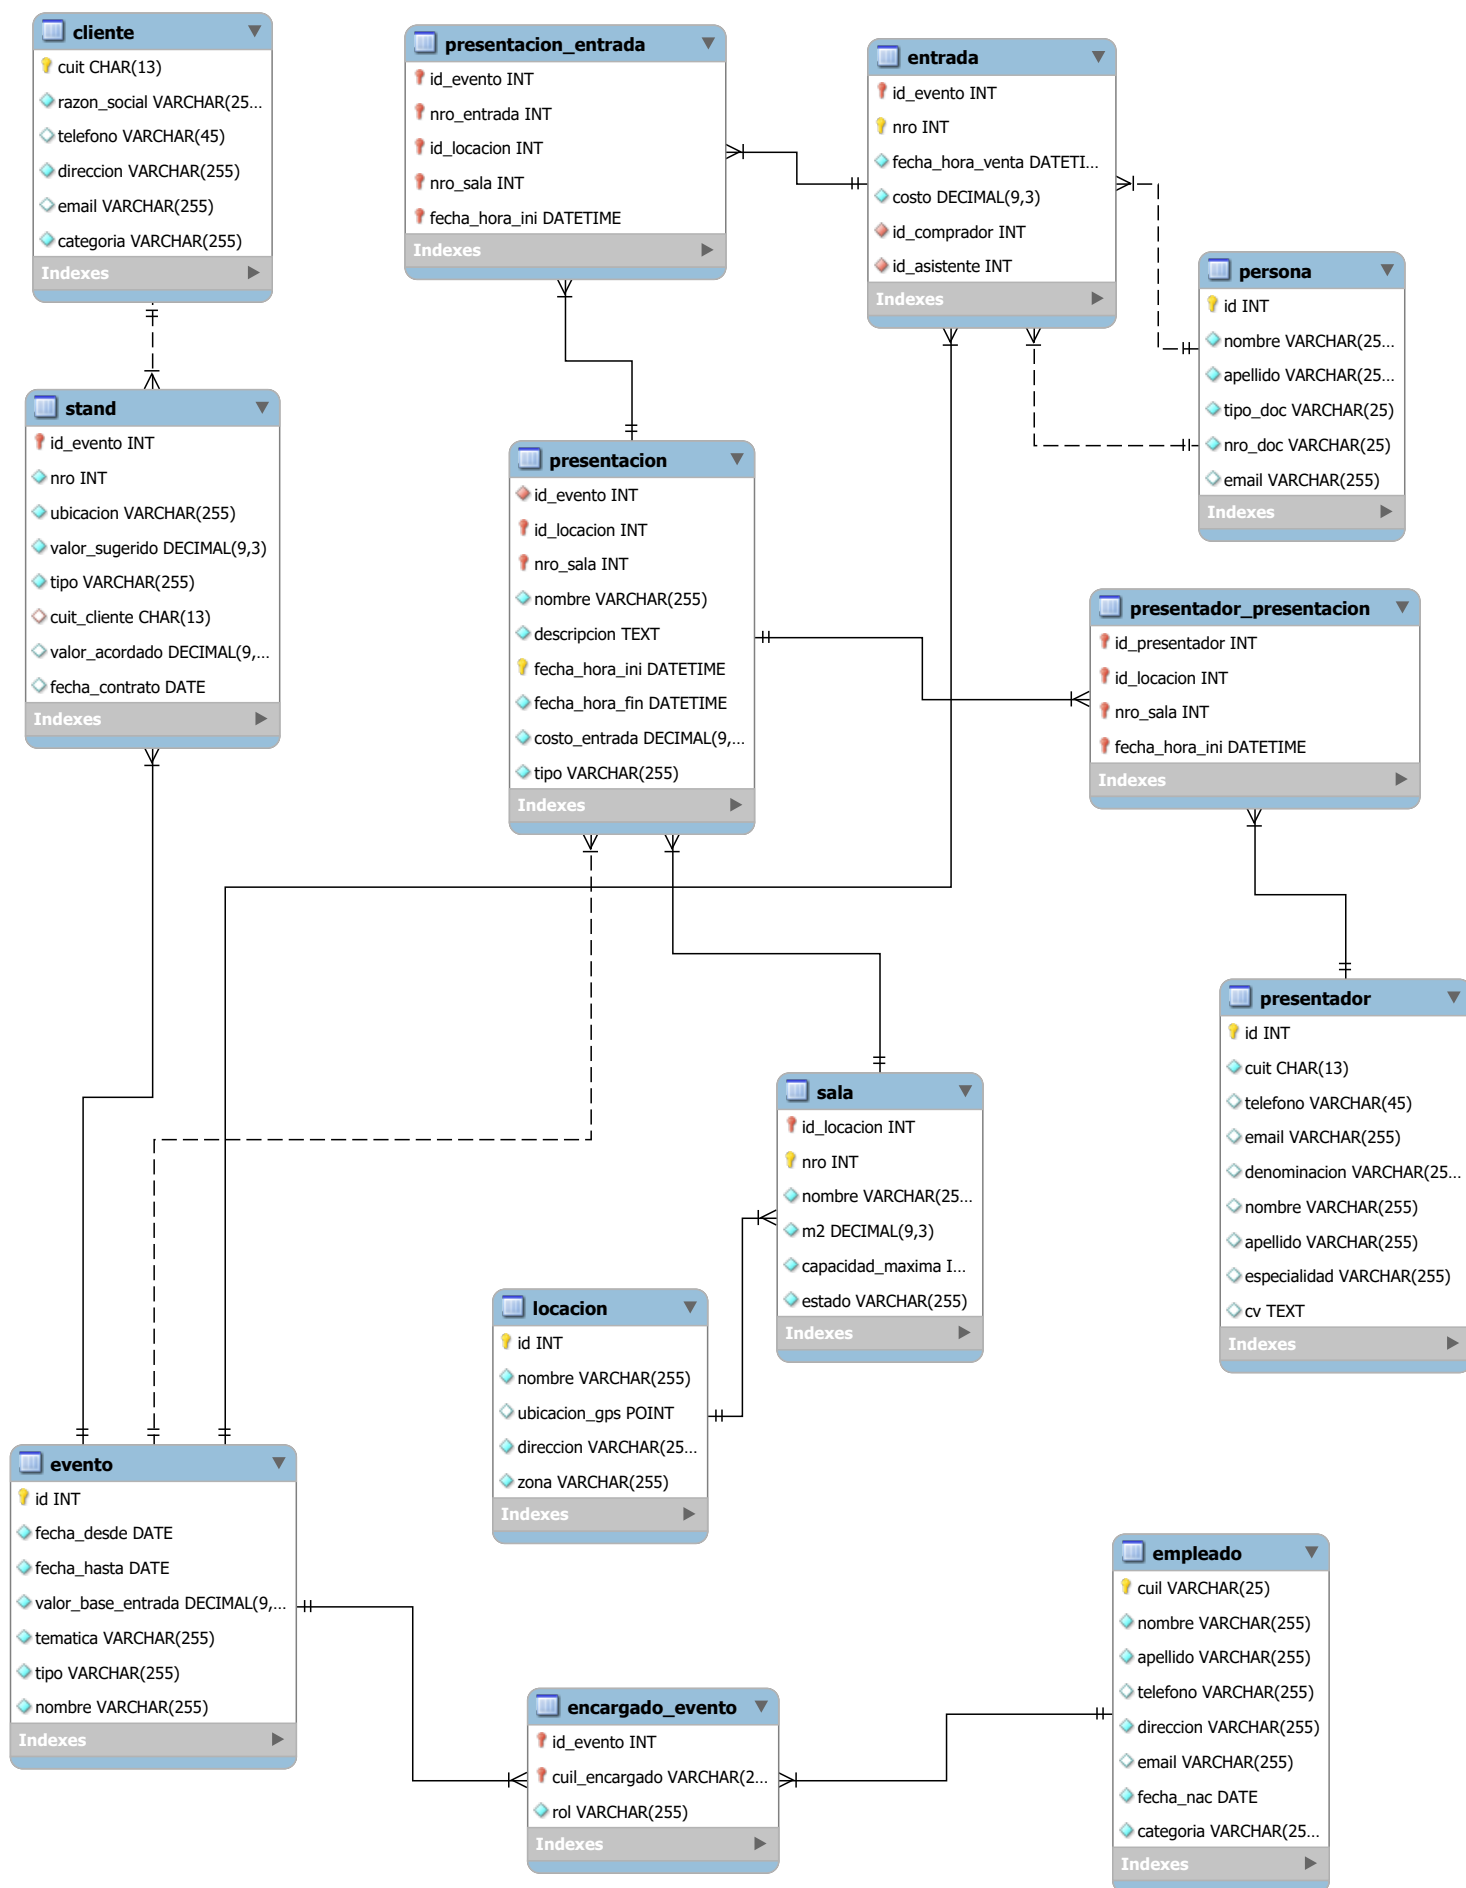 cliente
cuit CHAR(13)
razon_social VARCHAR(25...
telefono VARCHAR(45)
direccion VARCHAR(255)
email VARCHAR(255)
categoria VARCHAR(255)
Indexes
presentacion_entrada
id_evento INT
nro_entrada INT
id_locacion INT
nro_sala INT
fecha_hora_ini DATETIME
Indexes
entrada
id_evento INT
nro INT
fecha_hora_venta DATETI...
costo DECIMAL(9,3)
id_comprador INT
id_asistente INT
Indexes
persona
id INT
nombre VARCHAR(25...
apellido VARCHAR(25...
tipo_doc VARCHAR(25)
nro_doc VARCHAR(25)
email VARCHAR(255)
Indexes
stand
id_evento INT
nro INT
ubicacion VARCHAR(255)
valor_sugerido DECIMAL(9,3)
tipo VARCHAR(255)
cuit_cliente CHAR(13)
valor_acordado DECIMAL(9,...
fecha_contrato DATE
Indexes
presentacion
id_evento INT
id_locacion INT
nro_sala INT
nombre VARCHAR(255)
descripcion TEXT
fecha_hora_ini DATETIME
fecha_hora_fin DATETIME
costo_entrada DECIMAL(9,...
tipo VARCHAR(255)
Indexes
presentador_presentacion
id_presentador INT
id_locacion INT
nro_sala INT
fecha_hora_ini DATETIME
Indexes
presentador
id INT
cuit CHAR(13)
telefono VARCHAR(45)
email VARCHAR(255)
denominacion VARCHAR(25...
nombre VARCHAR(255)
apellido VARCHAR(255)
especialidad VARCHAR(255)
cv TEXT
Indexes
sala
id_locacion INT
nro INT
nombre VARCHAR(25...
m2 DECIMAL(9,3)
capacidad_maxima I...
estado VARCHAR(255)
Indexes
locacion
id INT
nombre VARCHAR(255)
ubicacion_gps POINT
direccion VARCHAR(25...
zona VARCHAR(255)
Indexes
evento
id INT
fecha_desde DATE
fecha_hasta DATE
valor_base_entrada DECIMAL(9,...
tematica VARCHAR(255)
tipo VARCHAR(255)
nombre VARCHAR(255)
Indexes
encargado_evento
id_evento INT
cuil_encargado VARCHAR(2...
rol VARCHAR(255)
Indexes
empleado
cuil VARCHAR(25)
nombre VARCHAR(255)
apellido VARCHAR(255)
telefono VARCHAR(255)
direccion VARCHAR(255)
email VARCHAR(255)
fecha_nac DATE
categoria VARCHAR(25...
Indexes